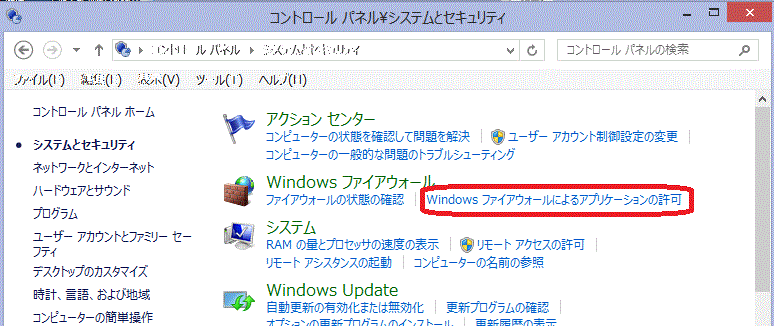 コントロール パネル¥システムとセキュリティ
コントロール パネル システムとセキュリティ
コントロール パネルの検索
ファイル(F) 編集(E) 表示(V) ツール(T) ヘルプ(H)
コントロール パネル ホーム
システムとセキュリティ
ネットワークとインターネット
ハードウェアとサウンド
プログラム
ユーザー アカウントとファミリー セー
フティ
デスクトップのカスタマイズ
時計、言語、および地域
コンピューターの簡単操作
アクション センター
コンピューターの状態を確認して問題を解決 ユーザー アカウント制御設定の変更
コンピューターの一般的な問題のトラブルシューティング
Windows ファイアウォール
ファイアウォールの状態の確認 Windows ファイアウォールによるアプリケーションの許可
システム
RAM の量とプロセッサの速度の表示 リモート アクセスの許可
リモート アシスタンスの起動 コンピューターの名前の参照
Windows Update
自動更新の有効化または無効化 更新プログラムの確認
オプションの更新プログラムのインストール 更新履歴の表示